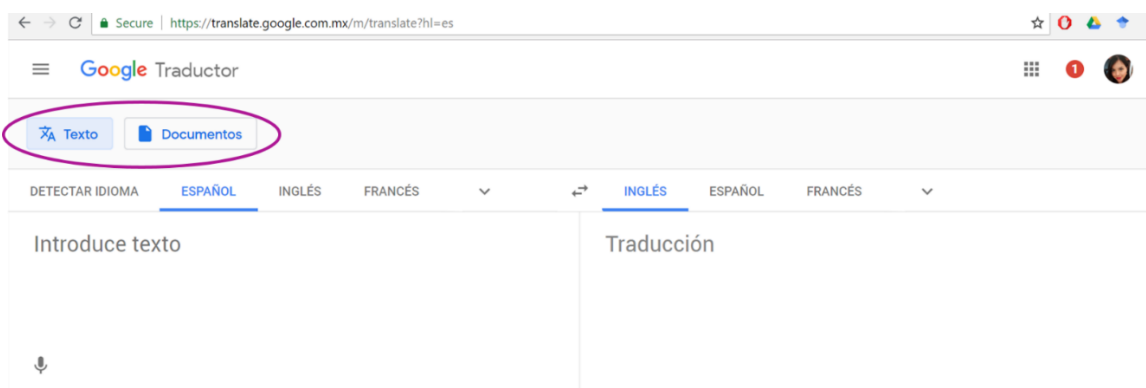 Secure | https://translate.google.com.mx/m/translate?hl=es
Google Traductor
1
Texto Documentos
DETECTAR IDIOMA ESPAÑOL INGLÉS FRANCÉS INGLÉS ESPAÑOL FRANCÉS
Introduce texto Traducción